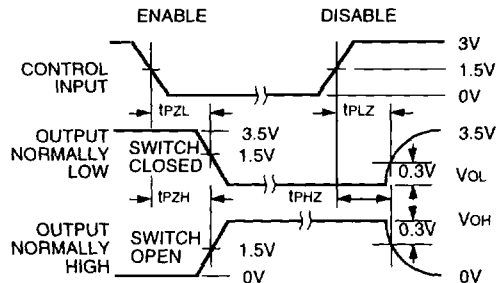 ENABLE DISABLE
3V
CONTROL INPUT 1.5V
0V
tPZL tPLZ
OUTPUT NORMALLY LOW SWITCH CLOSED 3.5V 1.5V 3.5V
0.3V VOL
tPZH tPHZ
VOH
0.3V
OUTPUT NORMALLY HIGH SWITCH OPEN 1.5V
0V 0V